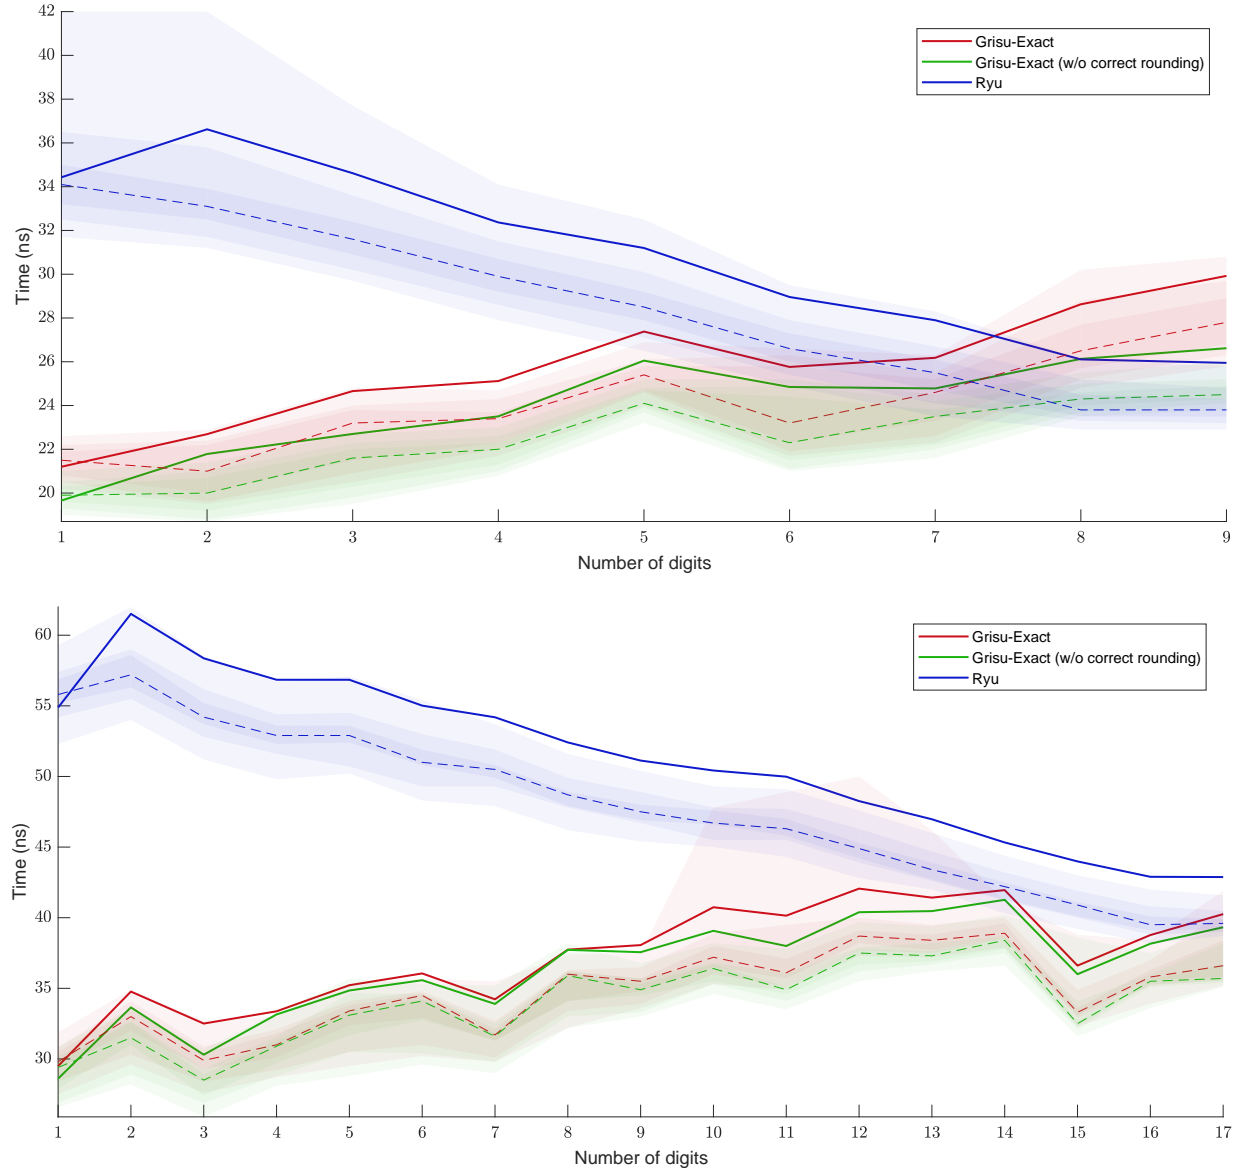 42
40
38
36
34
32
30
28
26
24
22
20
Time (ns)
Grisu-Exact
Grisu-Exact (w/o correct rounding)
Ryu
1 2 3 4 5 6 7 8 9
Number of digits
60
55
50
45
40
35
30
Time (ns)
Grisu-Exact
Grisu-Exact (w/o correct rounding)
Ryu
1 2 3 4 5 6 7 8 9 10 11 12 13 14 15 16 17
Number of digits